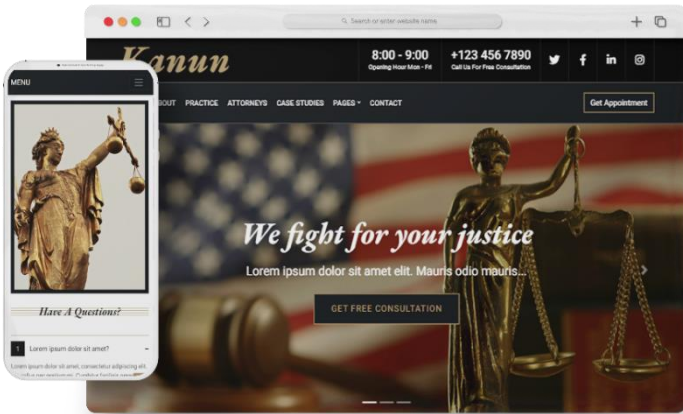 Search or enter website name
Kanun
8:00 - 9:00
Opening Hour Mon - Fri
+123 456 7890
Call Us For Free Consultation
OUT PRACTICE ATTORNEYS CASE STUDIES PAGES CONTACT
Get Appointment
We fight for your justice
Lorem ipsum dolor sit amet elit. Mauris odio mauris...
GET FREE CONSULTATION
MENU
Have A Questions?
1 Lorem ipsum dolor sit amet? -
Lorem ipsum dolor sit amet, consectetur adipiscing elit